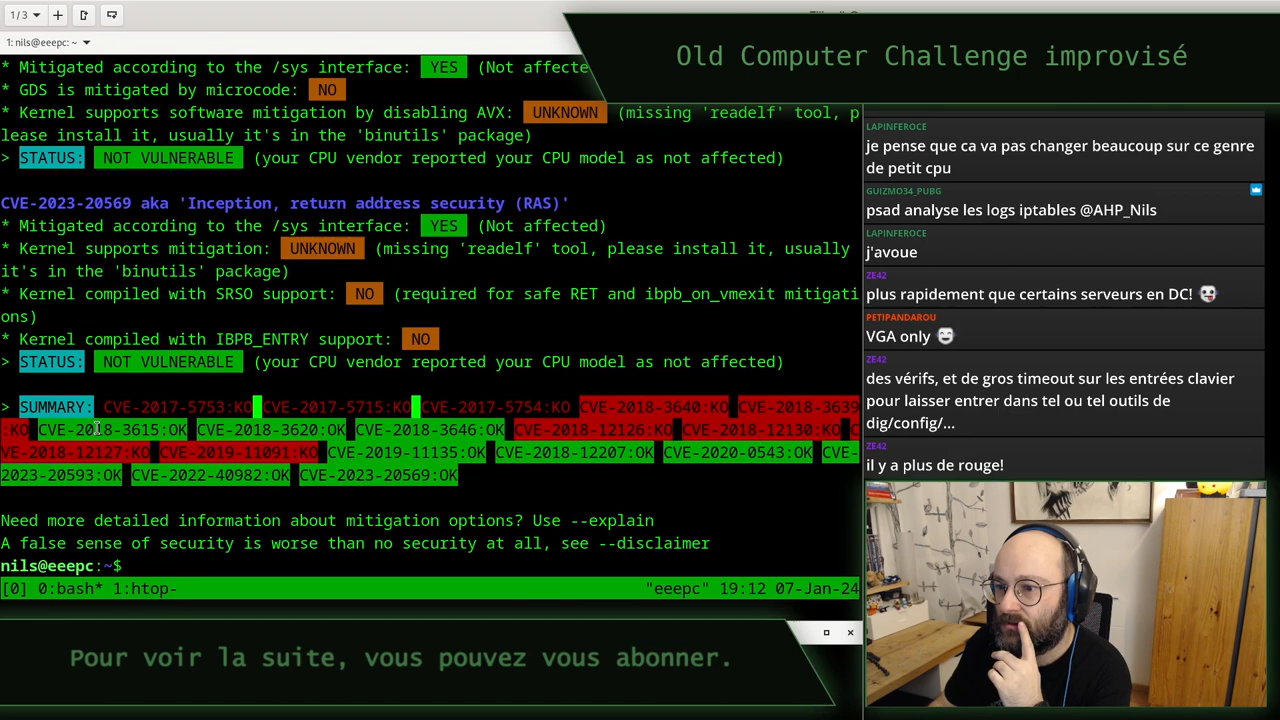 1/3
1: nils@eeepc: ~
Old Computer Challenge improvisé
* Mitigated according to the /sys interface: YES (Not affecte
* GDS is mitigated by microcode: NO
* Kernel supports software mitigation by disabling AVX: UNKNOWN (missing 'readelf' tool, p
lease install it, usually it's in the 'binutils' package)
> STATUS: NOT VULNERABLE (your CPU vendor reported your CPU model as not affected)
CVE-2023-20569 aka 'Inception, return address security (RAS)'
* Mitigated according to the /sys interface: YES (Not affected)
* Kernel supports mitigation: UNKNOWN (missing 'readelf' tool, please install it, usually
it's in the 'binutils' package)
* Kernel compiled with SRSO support: NO (required for safe RET and ibpb_on_vmexit mitigati
ons)
* Kernel compiled with IBPB_ENTRY support: NO
> STATUS: NOT VULNERABLE (your CPU vendor reported your CPU model as not affected)
> SUMMARY: CVE-2017-5753:KO CVE-2017-5715:KO CVE-2017-5754:KO CVE-2018-3640:KO CVE-2018-3639
:KO CVE-2018-3615:OK CVE-2018-3620:OK CVE-2018-3646:OK CVE-2018-12126:KO CVE-2018-12130:KO C
VE-2018-12127:KO CVE-2019-11091:KO CVE-2019-11135:OK CVE-2018-12207:OK CVE-2020-0543:OK CVE-
2023-20593:OK CVE-2022-40982:OK CVE-2023-20569:OK
Need more detailed information about mitigation options? Use --explain
A false sense of security is worse than no security at all, see --disclaimer
nils@eeepc:~$
[0] 0:bash* 1:htop- "eeepc" 19:12 07-Jan-24
LAPINFEROCE
je pense que ca va pas changer beaucoup sur ce genre
de petit cpu
GUIZMO34_PUBG
psad analyse les logs iptables @AHP_Nils
LAPINFEROCE
j'avoue
ZE42
plus rapidement que certains serveurs en DC!
PETIPANDAROU
VGA only
ZE42
des vérifs, et de gros timeout sur les entrées clavier
pour laisser entrer dans tel ou tel outils de
dig/config/...
ZE42
il y a plus de rouge!
Pour voir la suite, vous pouvez vous abonner.